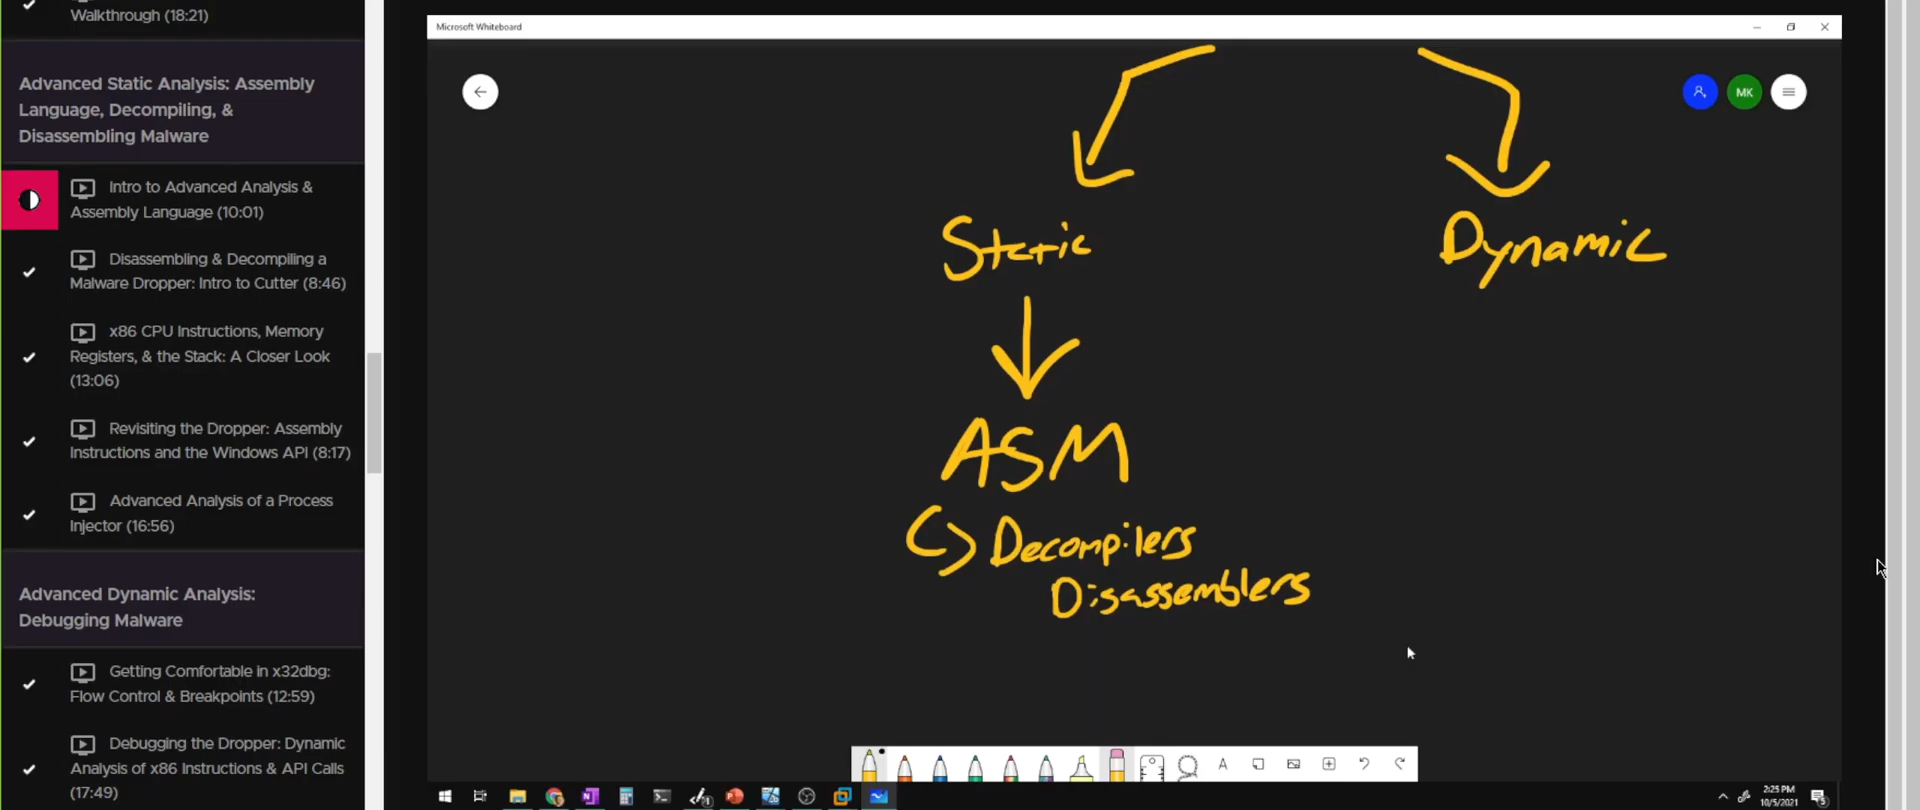 Walkthrough (18:21)
Advanced Static Analysis: Assembly
Language, Decompiling, &
Disassembling Malware
Intro to Advanced Analysis &
Assembly Language (10:01)
Disassembling & Decompiling a
Malware Dropper: Intro to Cutter (8:46)
x86 CPU Instructions, Memory
Registers, & the Stack: A Closer Look
(13:06)
Revisiting the Dropper: Assembly
Instructions and the Windows API (8:17)
Advanced Analysis of a Process
Injector (16:56)
Advanced Dynamic Analysis:
Debugging Malware
Getting Comfortable in x32dbg:
Flow Control & Breakpoints (12:59)
Debugging the Dropper: Dynamic
Analysis of x86 Instructions & API Calls
(17:49)
Microsoft Whiteboard
MK
Static
Dynamic
ASM
Decompilers
Disassemblers
A
2:25 PM
10/5/2021